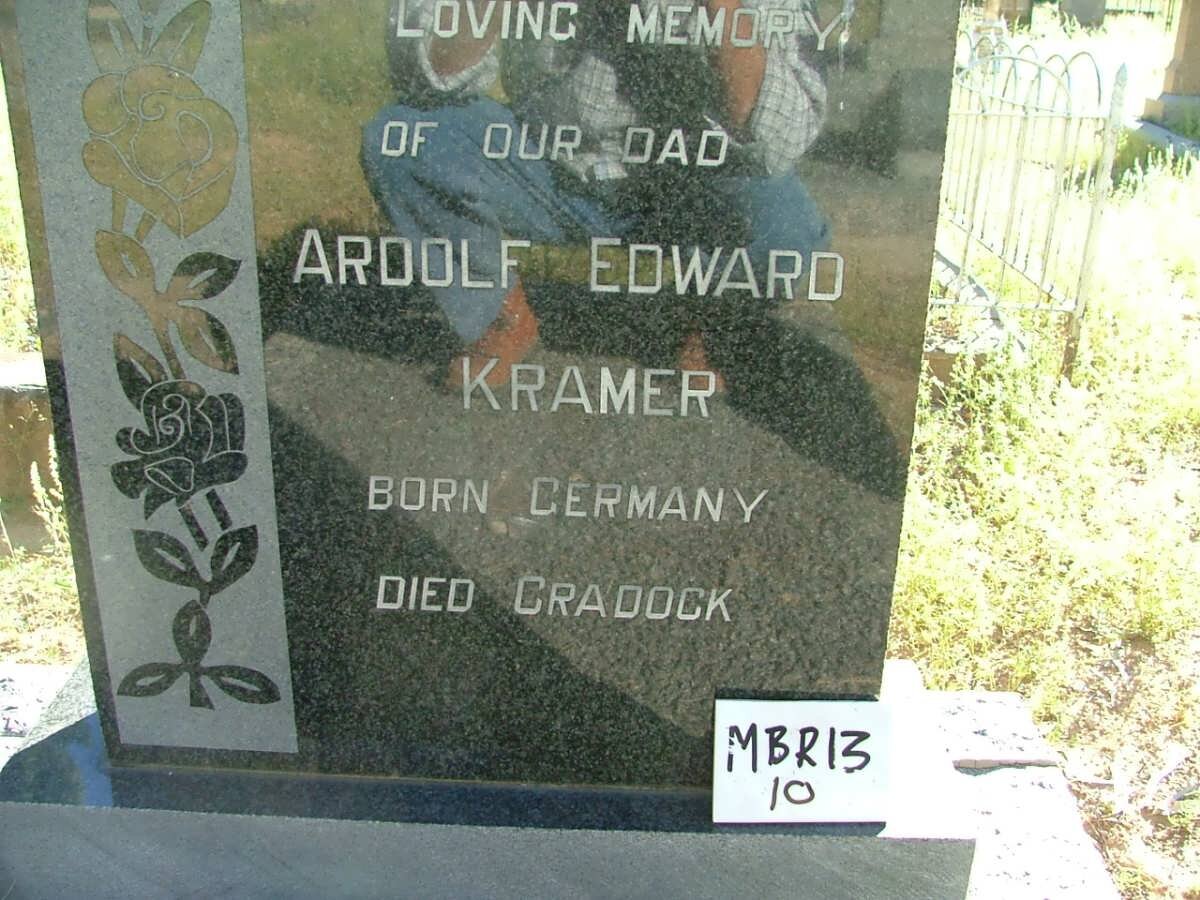 LOVING MEMORY
OF OUR DAD
ARDOLF EDWARD
KRAMER
BORN GERMANY
DIED CRADOCK
MBR13
10